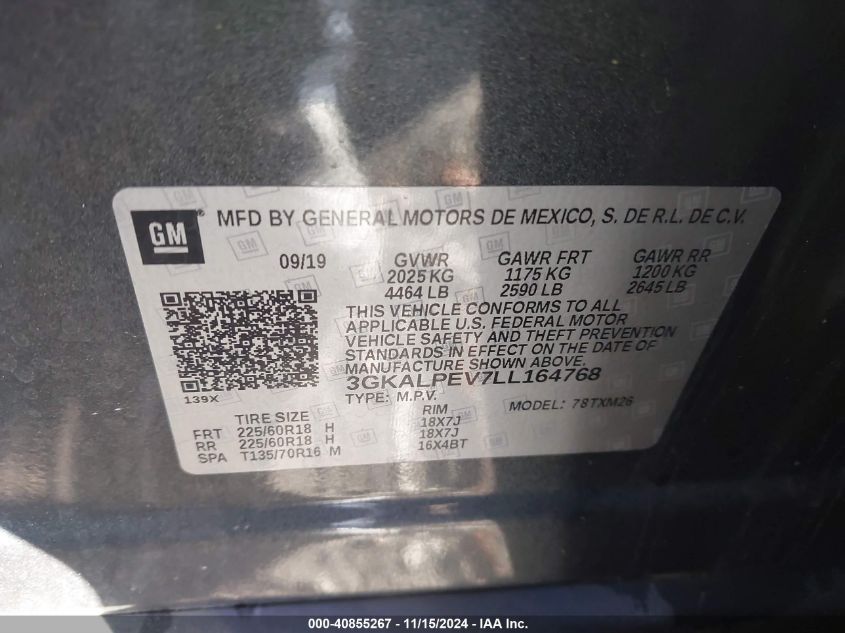 GM® MFD BY GENERAL MOTORS DE MEXICO, S. DE R.L. DE C.V.
09/19 GVWR GAWR FRT GAWR RR
2025 KG 1175 KG 1200 KG
4464 LB 2590 LB 2645 LB
THIS VEHICLE CONFORMS TO ALL
APPLICABLE U.S. FEDERAL MOTOR
VEHICLE SAFETY AND THEFT PREVENTION
STANDARDS IN EFFECT ON THE DATE OF
MANUFACTURE SHOWN ABOVE.
3GKALPEV7LL164768
139X TYPE: M.P.V. MODEL: 78TXM26
TIRE SIZE RIM
FRT 225/60R18 H 18X7J
RR 225/60R18 H 18X7J
SPA T135/70R16 M 16X4BT
000-40855267 - 11/15/2024 - IAA Inc.